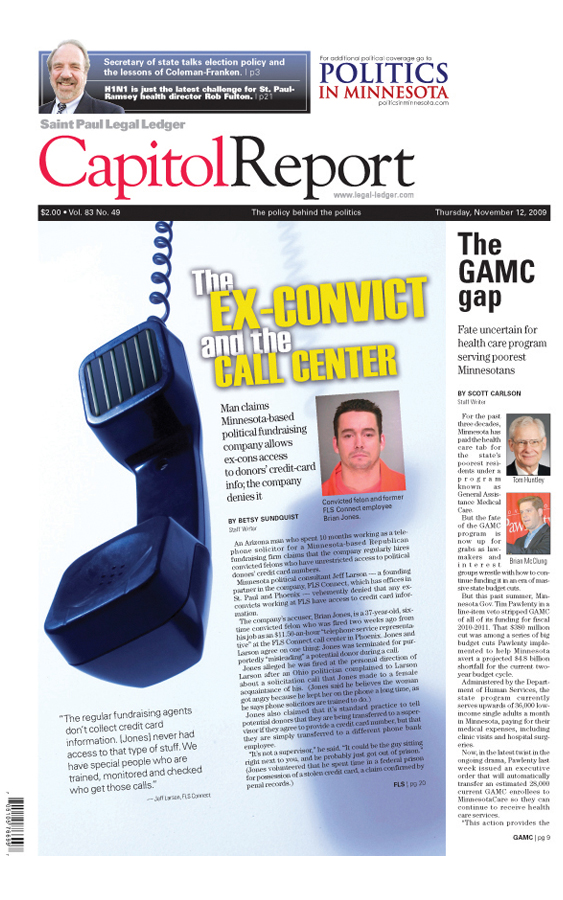 Secretary of state talks election policy and
the lessons of Coleman-Franken. | p3
H1N1 is just the latest challenge for St. Paul-
Ramsey health director Rob Fulton. | p21
For additional political coverage go to
POLITICS
IN MINNESOTA
politicsinminnesota.com
Saint Paul Legal Ledger
CapitolReport
www.legal-ledger.com
$2.00 • Vol. 83 No. 49
The policy behind the politics
Thursday, November 12, 2009
The
EX-CONVICT
and the
CALL CENTER
Man claims
Minnesota-based
political fundraising
company allows
ex-cons access
to donors' credit-card
info; the company
denies it
Convicted felon and former
FLS Connect employee
Brian Jones.
BY BETSY SUNDQUIST
Staff Writer
An Arizona man who spent 10 months working as a tele-
phone solicitor for a Minnesota-based Republican
fundraising firm claims that the company regularly hires
convicted felons who have unrestricted access to political
donors' credit card numbers.
Minnesota political consultant Jeff Larson — a founding
partner in the company, FLS Connect, which has offices in
St. Paul and Phoenix — vehemently denied that any ex-
convicts working at FLS have access to credit card infor-
mation.
The company's accuser, Brian Jones, is a 37-year-old, six-
time convicted felon who was fired two weeks ago from
his job as an $11.50-an-hour "telephone service representa-
tive" at the FLS Connect call center in Phoenix. Jones and
Larson agree on one thing: Jones was terminated for pur-
portedly "misleading" a potential donor during a call.
Jones alleged he was fired at the personal direction of
Larson after an Ohio politician complained to Larson
about a solicitation call that Jones made to a female
acquaintance of his. (Jones said he believes the woman
got angry because he kept her on the phone a long time, as
he says phone solicitors are trained to do.)
Jones also claimed that it's standard practice to tell
potential donors that they are being transferred to a super-
visor if they agree to provide a credit card number, but that
they are simply transferred to a different phone bank
employee.
"It's not a supervisor," he said. "It could be the guy sitting
right next to you, and he probably just got out of prison."
(Jones volunteered that he spent time in a federal prison
for possession of a stolen credit card, a claim confirmed by
penal records.)
FLS | pg 20
"The regular fundraising agents
don't collect credit card
information. [Jones] never had
access to that type of stuff. We
have special people who are
trained, monitored and checked
who get those calls."
— Jeff Larson, FLS Connect
The
GAMC
gap
Fate uncertain for
health care program
serving poorest
Minnesotans
BY SCOTT CARLSON
Staff Writer
For the past
three decades,
Minnesota has
paid the health
care tab for
the state's
poorest resi-
dents under a
program
known as
General Assis-
tance Medical
Care.
But the fate
of the GAMC
program is
now up for
grabs as law-
makers and
interest
groups wrestle with how to con-
tinue funding it in an era of mas-
sive state budget cuts.
But this past summer, Min-
nesota Gov. Tim Pawlenty in a
line-item veto stripped GAMC
of all of its funding for fiscal
2010-2011. That $380 million
cut was among a series of big
budget cuts Pawlenty imple-
mented to help Minnesota
avert a projected $4.8 billion
shortfall for the current two-
year budget cycle.
Administered by the Depart-
ment of Human Services, the
state program currently
serves upwards of 36,000 low-
income single adults a month
in Minnesota, paying for their
medical expenses, including
clinic visits and hospital surg-
eries.
Now, in the latest twist in the
ongoing drama, Pawlenty last
week issued an executive
order that will automatically
transfer an estimated 28,000
current GAMC enrollees to
MinnesotaCare so they can
continue to receive health
care services.
"This action provides the
GAMC | pg 9
Tom Huntley
Brian McClung